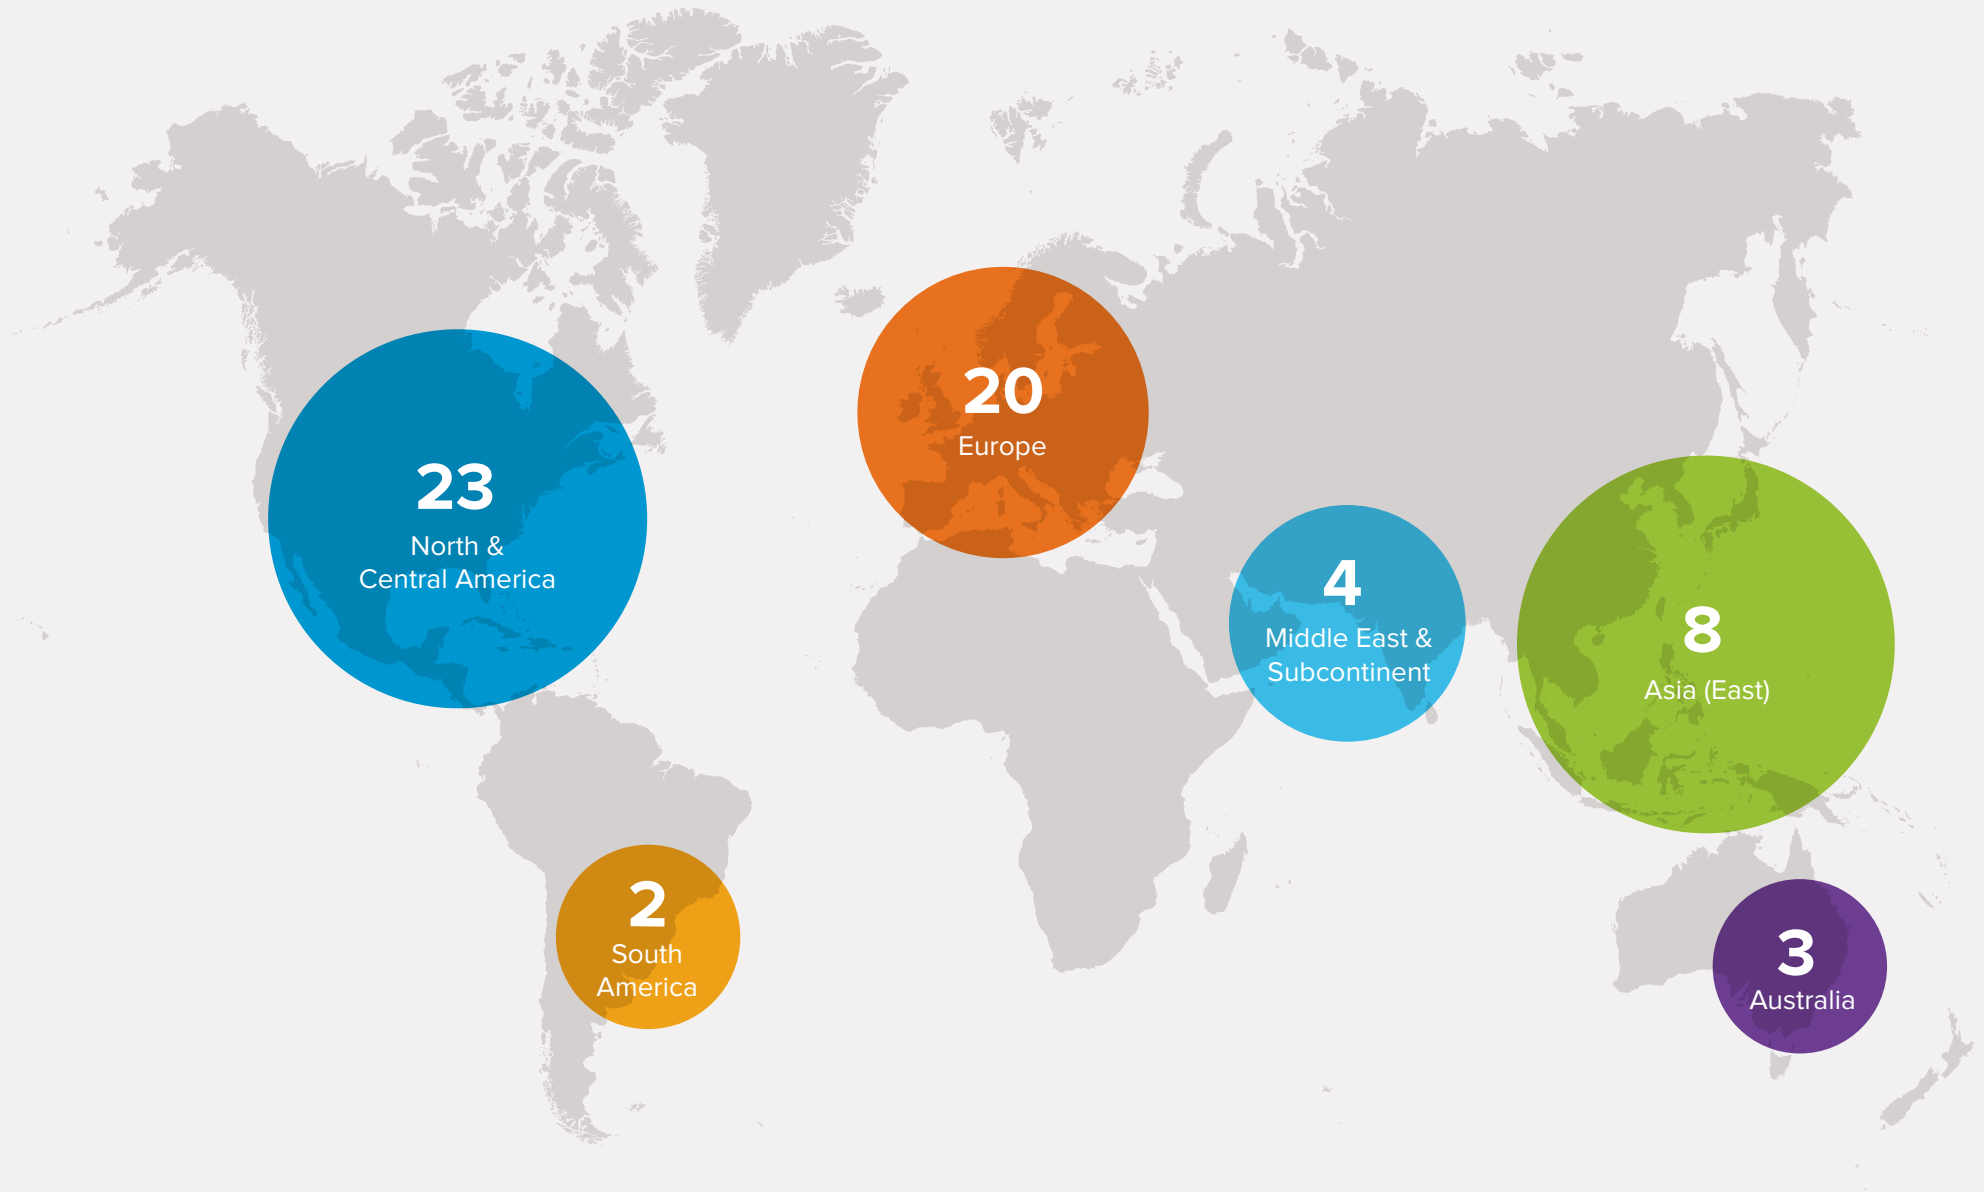 23
North &
Central America
20
Europe
4
Middle East &
Subcontinent
8
Asia (East)
2
South
America
3
Australia